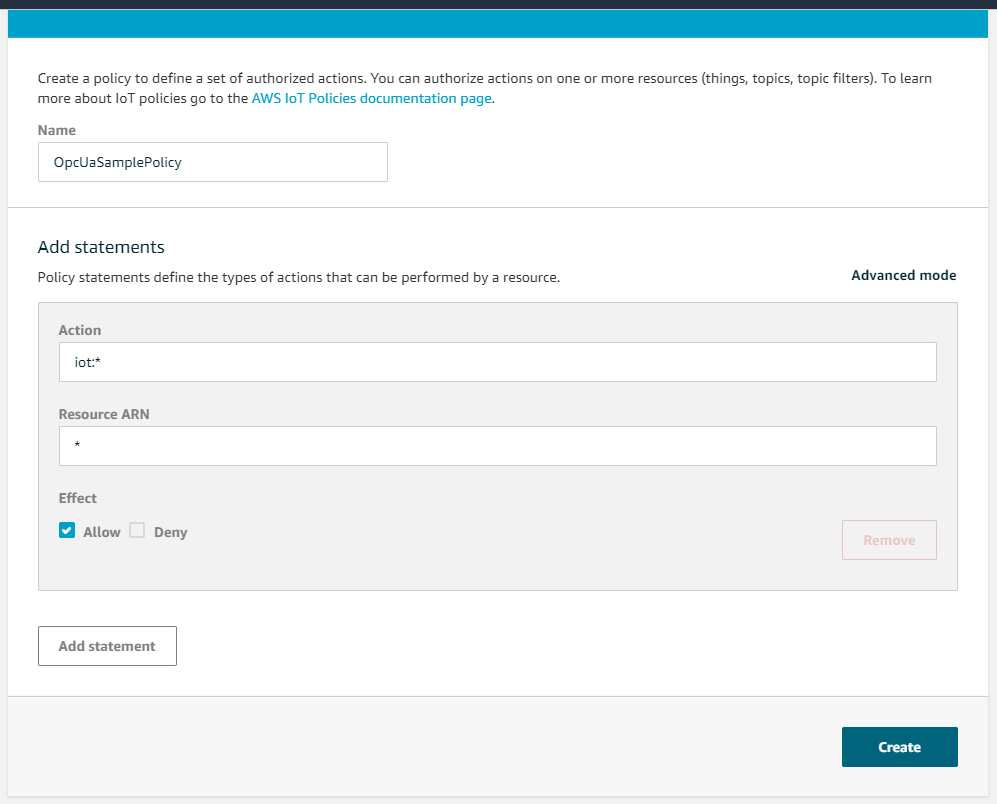 Create a policy to define a set of authorized actions. You can authorize actions on one or more resources (things, topics, topic filters). To learn
more about IoT policies go to the AWS IoT Policies documentation page.
Name
OpcUaSamplePolicy
Add statements
Policy statements define the types of actions that can be performed by a resource.
Advanced mode
Action
iot:*
Resource ARN
*
Effect
Allow Deny
Remove
Add statement
Create